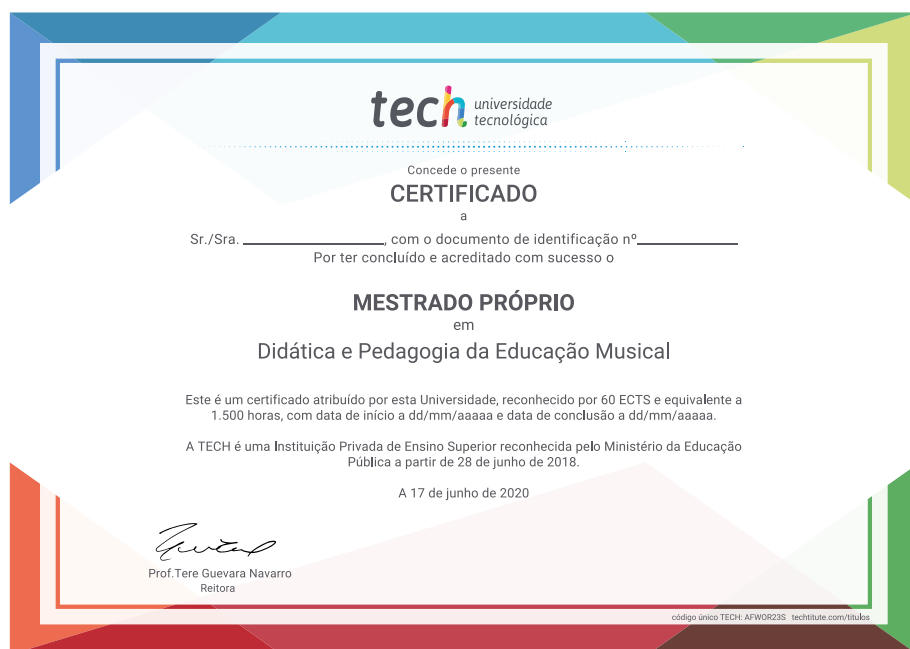 tech universidade
tecnológica
Concede o presente
CERTIFICADO
a
Sr./Sra. ____________, com o documento de identificação nº____________
Por ter concluído e acreditado com sucesso o
MESTRADO PRÓPRIO
em
Didática e Pedagogia da Educação Musical
Este é um certificado atribuído por esta Universidade, reconhecido por 60 ECTS e equivalente a
1.500 horas, com data de início a dd/mm/aaaaa e data de conclusão a dd/mm/aaaaa.
A TECH é uma Instituição Privada de Ensino Superior reconhecida pelo Ministério da Educação
Pública a partir de 28 de junho de 2018.
A 17 de junho de 2020
Prof.Tere Guevara Navarro
Reitora
código único TECH: AFWOR23S techtitute.com/titulos